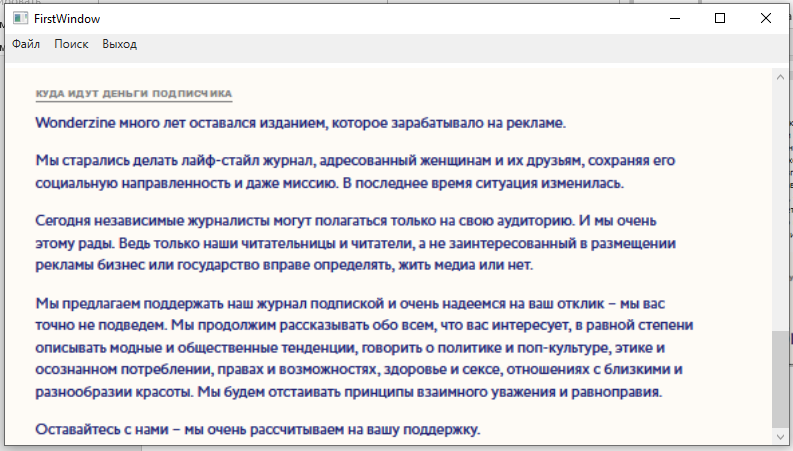 FirstWindow
Файл Поиск Выход
КУДА ИДУТ ДЕНЬГИ ПОДПИСЧИКА
Wonderzine много лет оставался изданием, которое зарабатывало на рекламе.
Мы старались делать лайф-стайл журнал, адресованный женщинам и их друзьям, сохраняя его
социальную направленность и даже миссию. В последнее время ситуация изменилась.
Сегодня независимые журналисты могут полагаться только на свою аудиторию. И мы очень
этому рады. Ведь только наши читательницы и читатели, а не заинтересованный в размещении
рекламы бизнес или государство вправе определять, жить медиа или нет.
Мы предлагаем поддержать наш журнал подпиской и очень надеемся на ваш отклик – мы вас
точно не подведем. Мы продолжим рассказывать обо всем, что вас интересует, в равной степени
описывать модные и общественные тенденции, говорить о политике и поп-культуре, этике и
осознанном потреблении, правах и возможностях, здоровье и сексе, отношениях с близкими и
разнообразии красоты. Мы будем отстаивать принципы взаимного уважения и равноправия.
Оставайтесь с нами – мы очень рассчитываем на вашу поддержку.